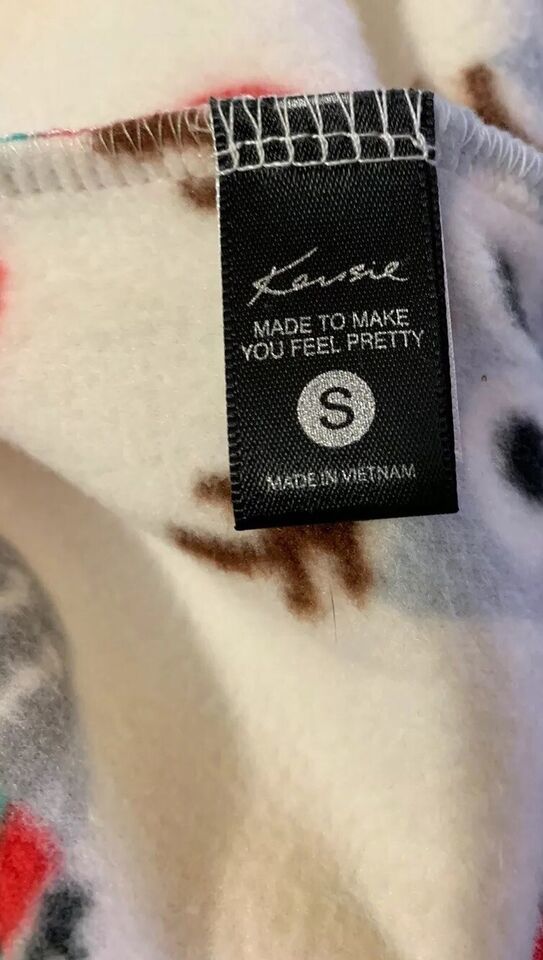 Kensie
MADE TO MAKE
YOU FEEL PRETTY
S
MADE IN VIETNAM